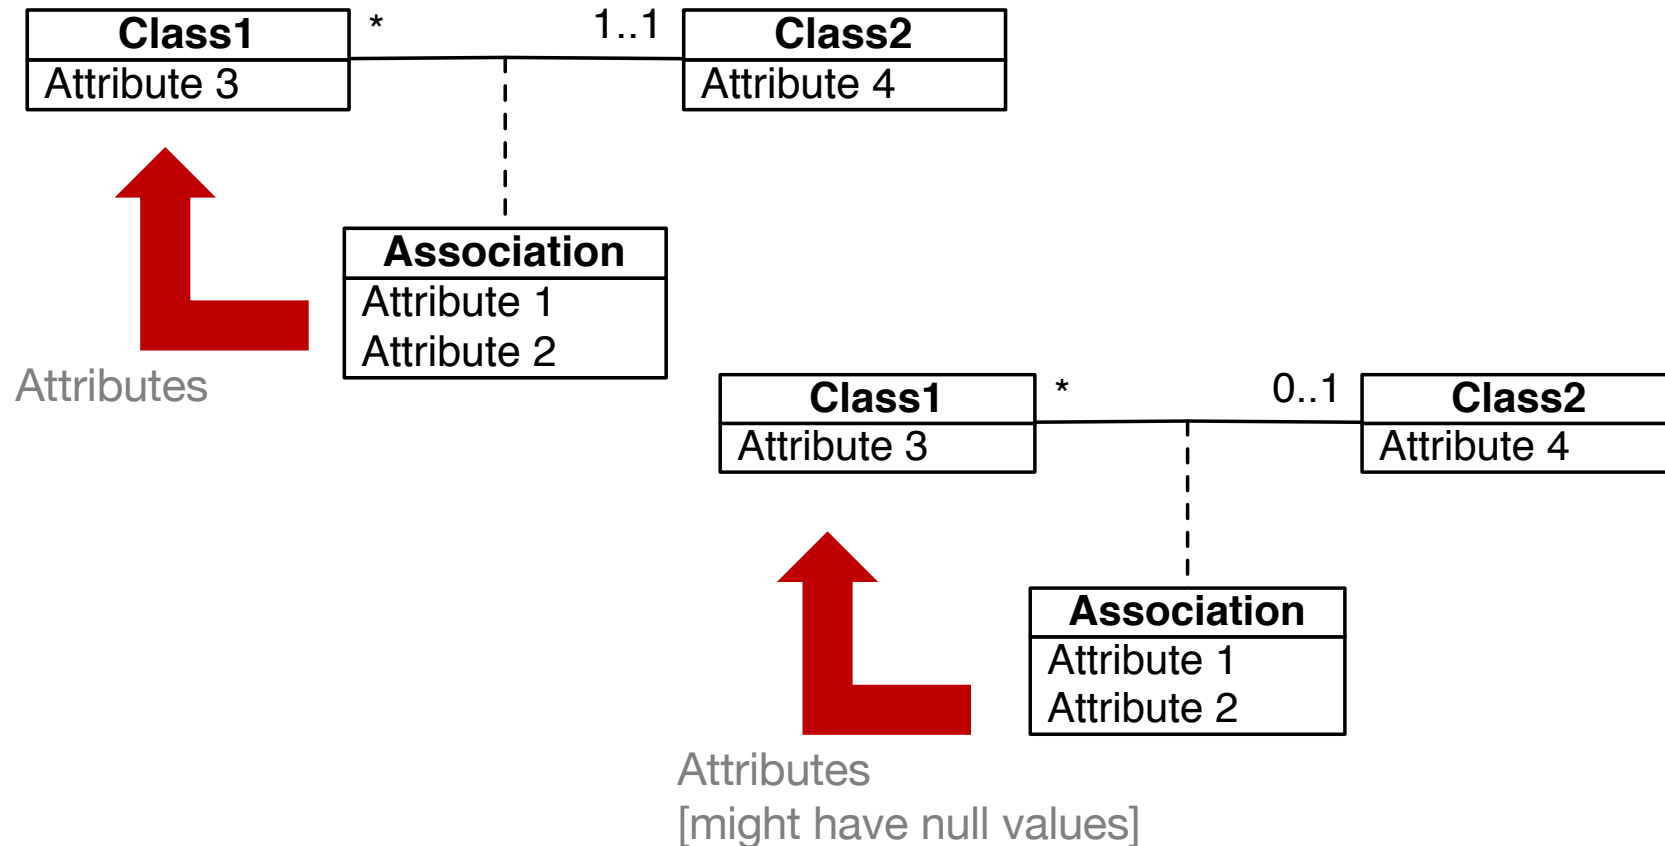 Class1
*
1..1
Class2
Attribute 3
Attribute 4
Association
Attribute 1
Attribute 2
Attributes
Class1
*
0..1
Class2
Attribute 3
Attribute 4
Association
Attribute 1
Attribute 2
Attributes
[might have null values]